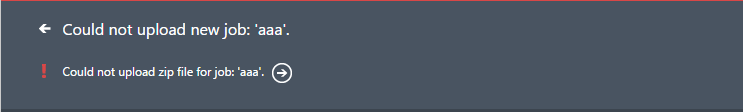 Could not upload new job: 'aaa'.
Could not upload zip file for job: 'aaa'.